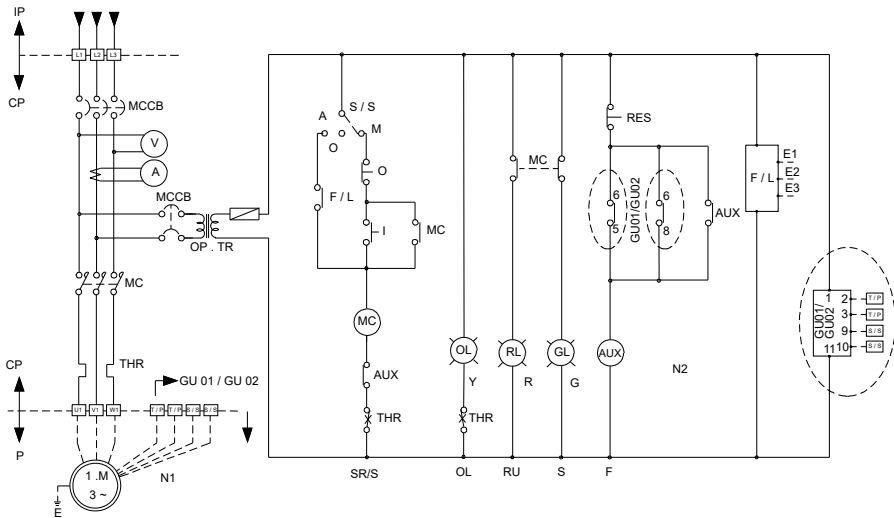 IP
CP
L1 L2 L3
MCCB
V
A
MCCB
OP . TR
MC
THR
CP
P
GU 01 / GU 02
U1 V1 W1 T / P T / P S / S S / S
1 .M
3 ~
E
N1
S / S
A
O
M
O
F / L
I
MC
MC
AUX
THR
SR/S
OL
Y
THR
OL
MC
RL
R
RU
GL
G
S
RES
6
5
GU01/GU02
6
8
AUX
AUX
F
N2
F / L
E1
E2
E3
GU01/
GU02
1 2 T / P
3 T / P
9 S / S
11 10 S / S